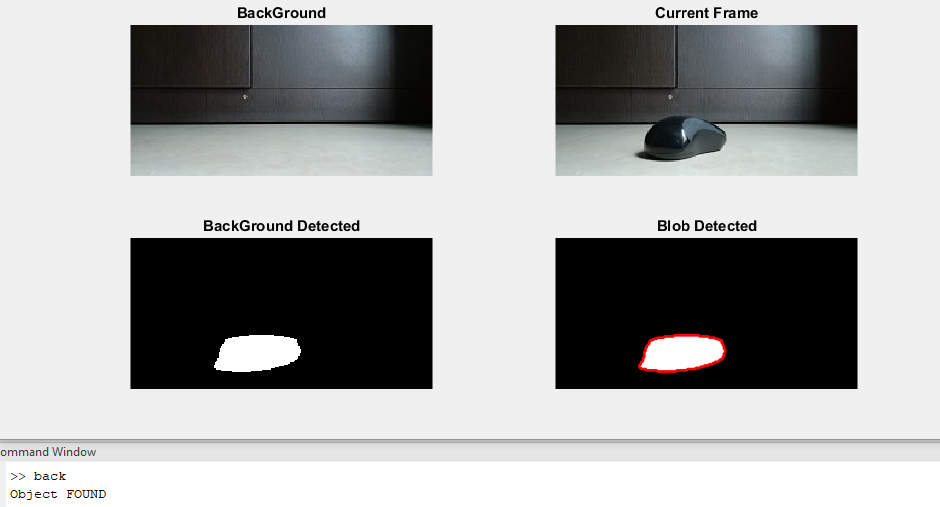 BackGround
Current Frame
BackGround Detected
Blob Detected
ommand Window
>> back
Object FOUND